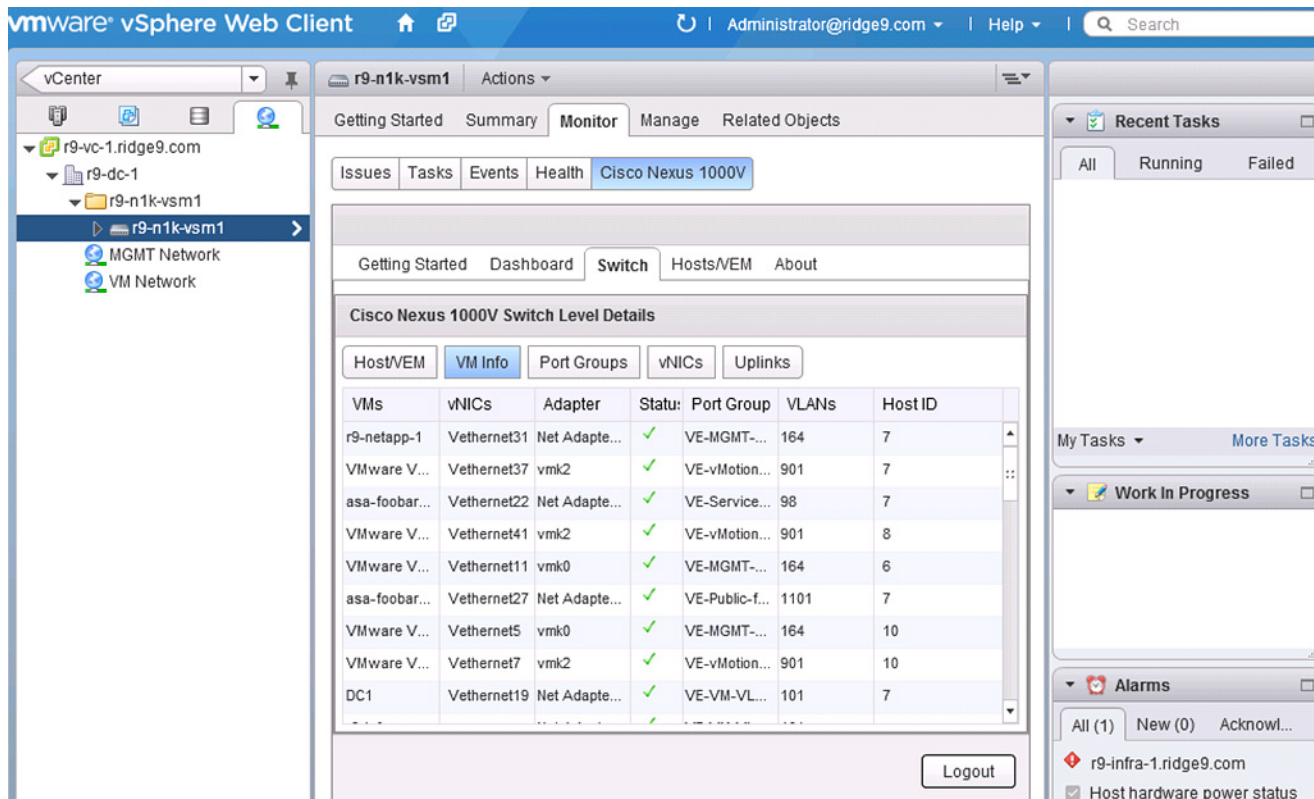 vmware® vSphere Web Client
Administrator@ridge9.com
Help
Search
vCenter
r9-vc-1.ridge9.com
r9-dc-1
r9-n1k-vsm1
r9-n1k-vsm1
MGMT Network
VM Network
r9-n1k-vsm1 Actions
Getting Started Summary Monitor Manage Related Objects
Issues Tasks Events Health Cisco Nexus 1000V
Getting Started Dashboard Switch Hosts/VEM About
Cisco Nexus 1000V Switch Level Details
Host/VEM VM Info Port Groups vNICs Uplinks
VMs vNICs Adapter Status Port Group VLANs Host ID
r9-netapp-1 Vethernet31 Net Adapte... VE-MGMT-... 164 7
VMware V... Vethernet37 vmk2 VE-vMotion... 901 7
asa-foobar... Vethernet22 Net Adapte... VE-Service... 98 7
VMware V... Vethernet41 vmk2 VE-vMotion... 901 8
VMware V... Vethernet11 vmk0 VE-MGMT-... 164 6
asa-foobar... Vethernet27 Net Adapte... VE-Public-f... 1101 7
VMware V... Vethernet5 vmk0 VE-MGMT-... 164 10
VMware V... Vethernet7 vmk2 VE-vMotion... 901 10
DC1 Vethernet19 Net Adapte... VE-VM-VL... 101 7
Logout
Recent Tasks
All Running Failed
My Tasks More Tasks
Work In Progress
Alarms
All (1) New (0) Acknowl...
r9-infra-1.ridge9.com
Host hardware power status